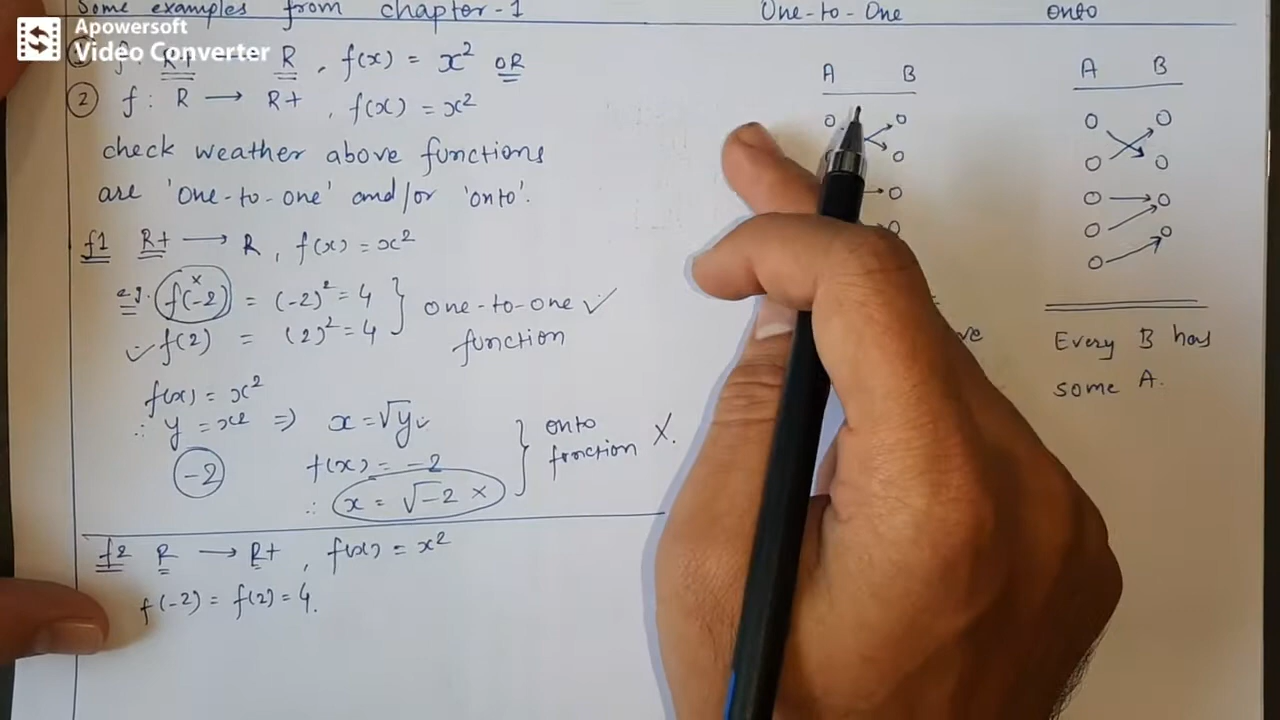 Some examples from chapter-1
Apowersoft
Video Converter
① f: R+ → R, f(x) = x² OR
② f: R → R+, f(x) = x²
check weather above functions
are 'one-to-one' and/or 'onto'.
f1 R+ → R, f(x) = x²
e.g. f(-2) = (-2)² = 4
x
✓ f(2) = (2)² = 4
} one-to-one ✓
function
f(x) = x²
∴ y = x² ⇒ x = √y
-2 f(x) = -2
∴ x = √-2 ×
} onto
function X.
f2 R → R+, f(x) = x²
f(-2) = f(2) = 4.
One-to-One
A B
onto
A B
Every B has
some A.